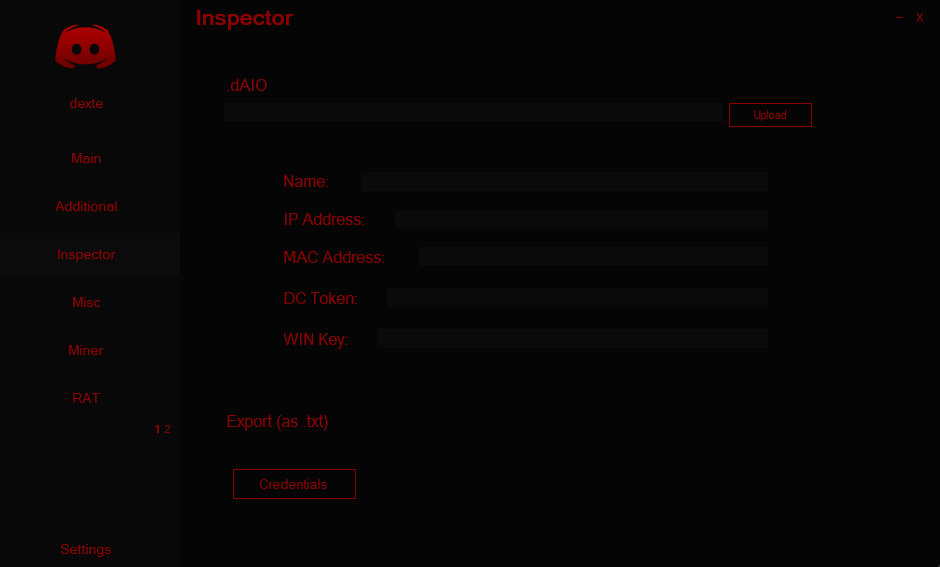 Inspector
– X
dexte
Main
Additional
Inspector
Misc
Miner
RAT
1 2
Settings
.dAIO
Upload
Name:
IP Address:
MAC Address:
DC Token:
WIN Key:
Export (as .txt)
Credentials